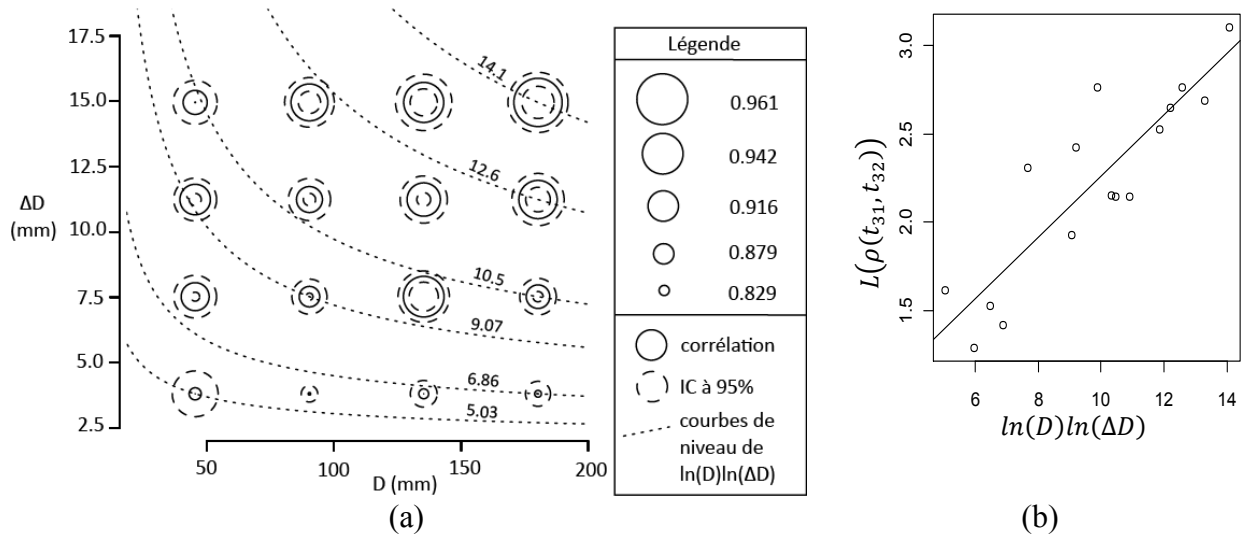 17.5
15.0
12.5
ΔD
(mm)
10.0
7.5
5.0
2.5
14.1
12.6
10.5
9.07
6.86
5.03
50
100
150
200
D (mm)
(a)
Légende
0.961
0.942
0.916
0.879
0.829
corrélation
IC à 95%
courbes de
niveau de
ln(D)ln(ΔD)
L(ρ(t31, t32))
3.0
2.5
2.0
1.5
6
8
10
12
14
ln(D)ln(ΔD)
(b)